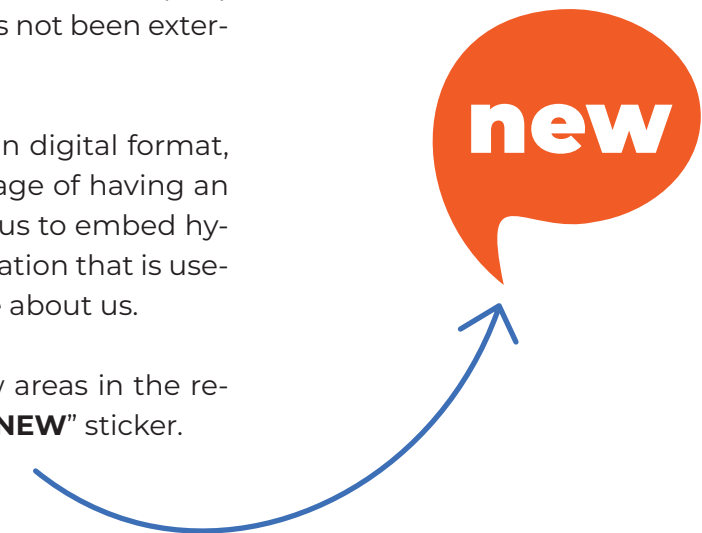 s not been exter-
n digital format,
age of having an
us to embed hy-
ation that is use-
about us.
areas in the re-
NEW” sticker.
new